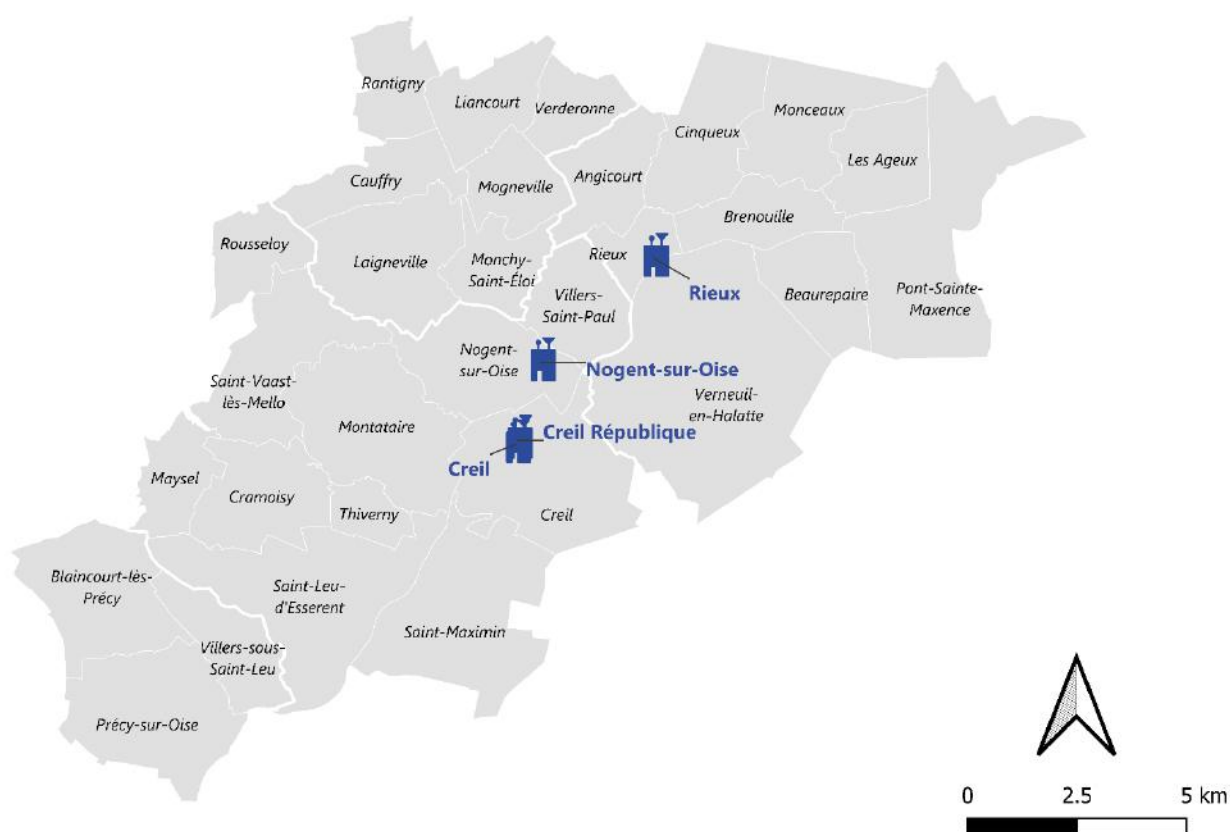 Rantigny
Liancourt
Verderonne
Monceaux
Cinqueux
Les Ageux
Cauffry
Mogneville
Angicourt
Brenouille
Rousseloy
Laigneville
Monchy-
Saint-Éloi
Rieux
Rieux
Villers-
Saint-Paul
Beaurepaire
Pont-Sainte-
Maxence
Nogent-
sur-Oise
Nogent-sur-Oise
Saint-Vaast-
lès-Mello
Verneuil-
en-Halatte
Montataire
Creil République
Creil
Maysel
Cramoisy
Thiverny
Creil
Blaincourt-lès-
Précy
Saint-Leu-
d'Esserent
Saint-Maximin
Villers-sous-
Saint-Leu
Précy-sur-Oise
0 2.5 5 km